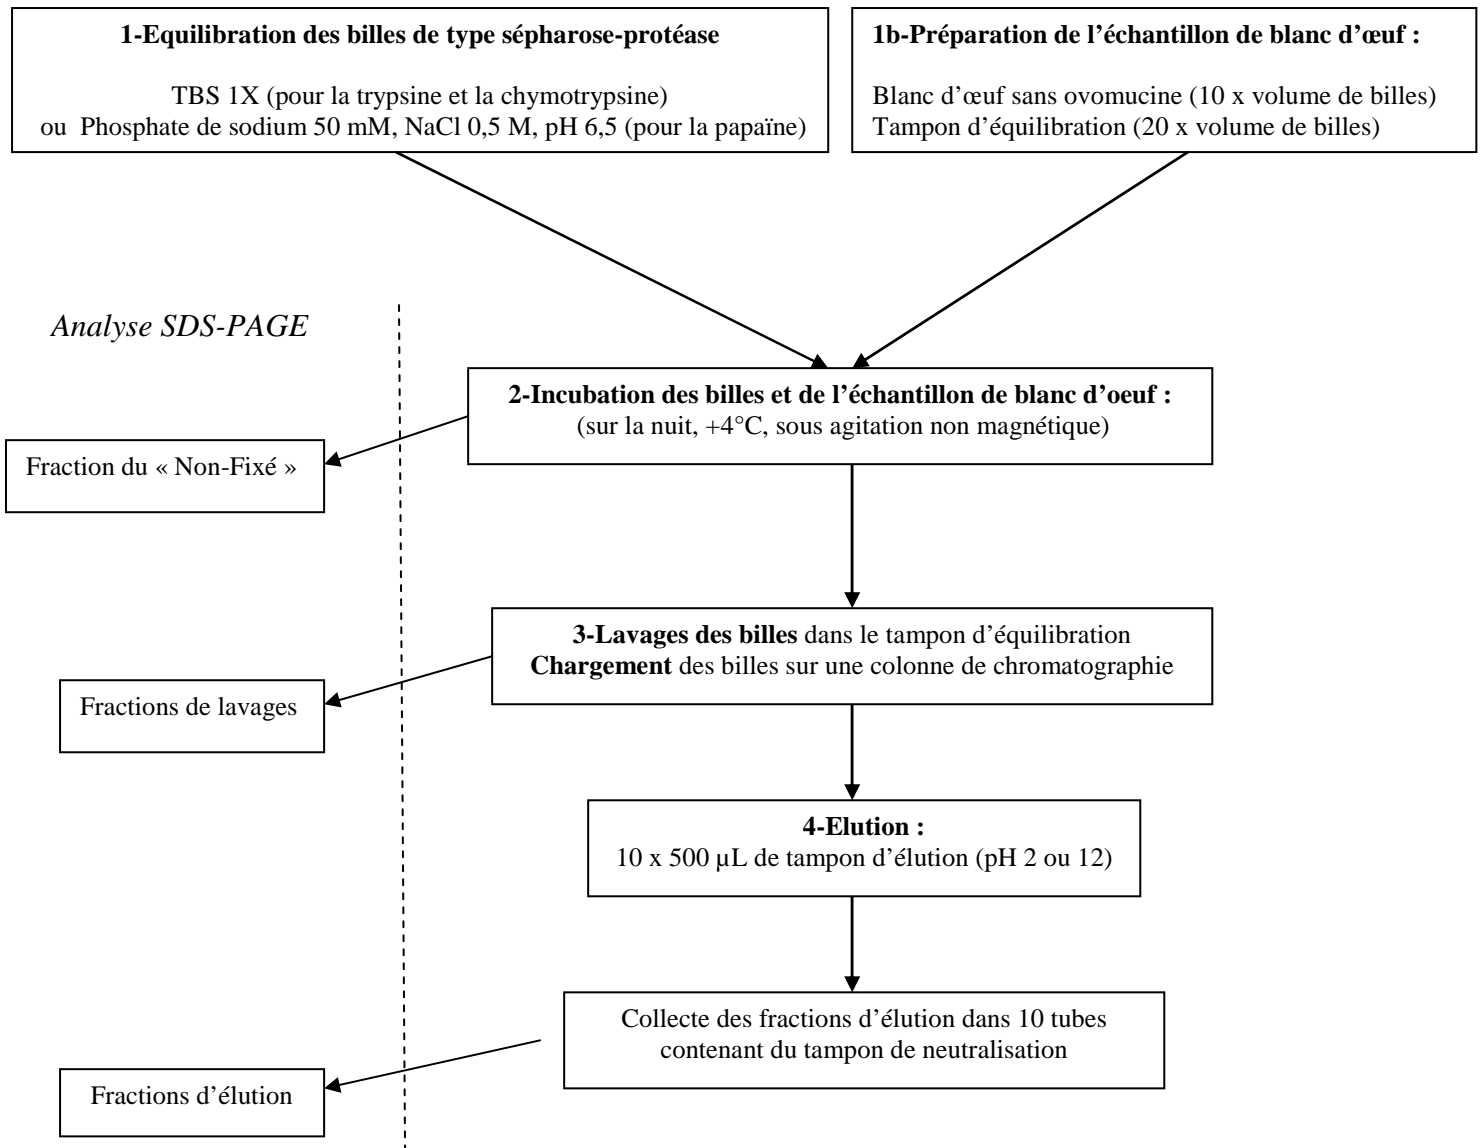 1-Equilibration des billes de type sépharose-protéase
TBS 1X (pour la trypsine et la chymotrypsine)
ou Phosphate de sodium 50 mM, NaCl 0,5 M, pH 6,5 (pour la papaïne)
1b-Préparation de l’échantillon de blanc d’œuf :
Blanc d’œuf sans ovomucine (10 x volume de billes)
Tampon d’équilibration (20 x volume de billes)
Analyse SDS-PAGE
2-Incubation des billes et de l’échantillon de blanc d’oeuf :
(sur la nuit, +4°C, sous agitation non magnétique)
Fraction du « Non-Fixé »
3-Lavages des billes dans le tampon d’équilibration
Chargement des billes sur une colonne de chromatographie
Fractions de lavages
4-Elution :
10 x 500 µL de tampon d’élution (pH 2 ou 12)
Collecte des fractions d’élution dans 10 tubes
contenant du tampon de neutralisation
Fractions d’élution